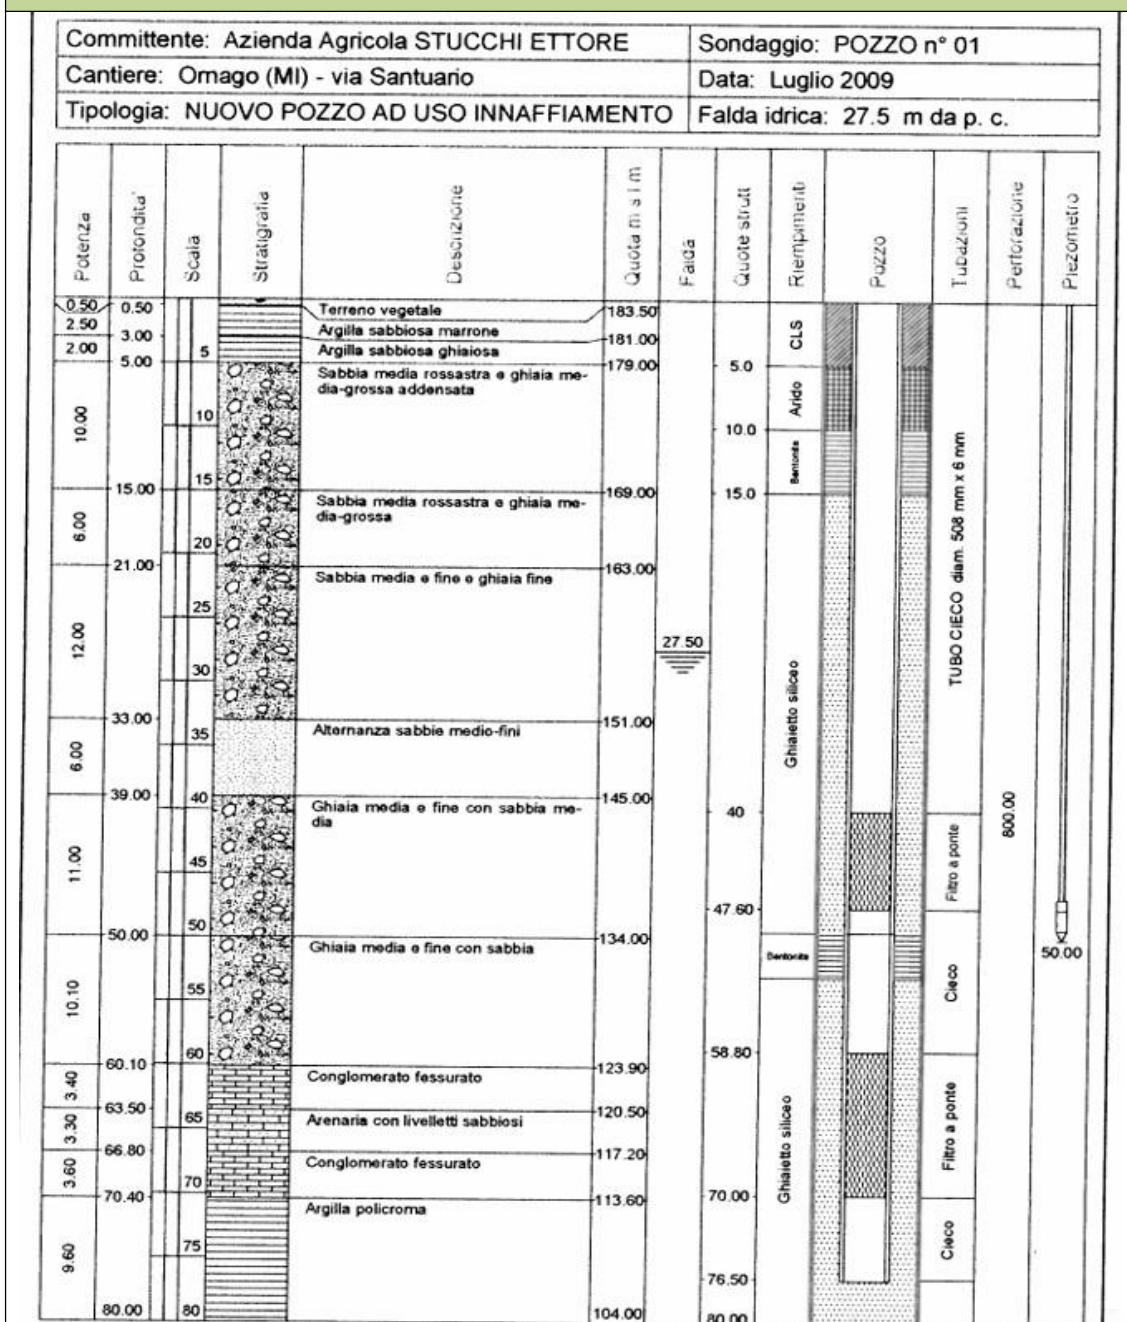 Committente: Azienda Agricola STUCCHI ETTORE
Sondaggio: POZZO n° 01
Cantiere: Ornago (MI) - via Santuario
Data: Luglio 2009
Tipologia: NUOVO POZZO AD USO INNAFFIAMENTO
Falda idrica: 27.5 m da p. c.
Potenza
Profondita'
Scala
Stratigrafia
Descrizione
Quota m s l m
Falda
Quote strutt
Riempimenti
Pozzo
Tubazioni
Perforazione
Piezometro
0.50
2.50
2.00
10.00
6.00
12.00
6.00
11.00
10.10
3.40
3.30
3.60
9.60
0.50
3.00
5.00
15.00
21.00
33.00
39.00
50.00
60.10
63.50
66.80
70.40
80.00
5
10
15
20
25
30
35
40
45
50
55
60
65
70
75
80
Terreno vegetale
Argilla sabbiosa marrone
Argilla sabbiosa ghiaiosa
Sabbia media rossastra e ghiaia me-
dia-grossa addensata
Sabbia media rossastra e ghiaia me-
dia-grossa
Sabbia media e fine e ghiaia fine
Alternanza sabbie medio-fini
Ghiaia media e fine con sabbia me-
dia
Ghiaia media e fine con sabbia
Conglomerato fessurato
Arenaria con livelletti sabbiosi
Conglomerato fessurato
Argilla policroma
183.50
181.00
179.00
169.00
163.00
151.00
145.00
134.00
123.90
120.50
117.20
113.60
104.00
27.50
5.0
10.0
15.0
40
47.60
58.80
70.00
76.50
80.00
CLS
Arido
Bentonite
Ghiaietto siliceo
Bentonite
Ghiaietto siliceo
TUBO CIECO diam. 508 mm x 6 mm
Filtro a ponte
Cieco
Filtro a ponte
Cieco
800.00
50.00